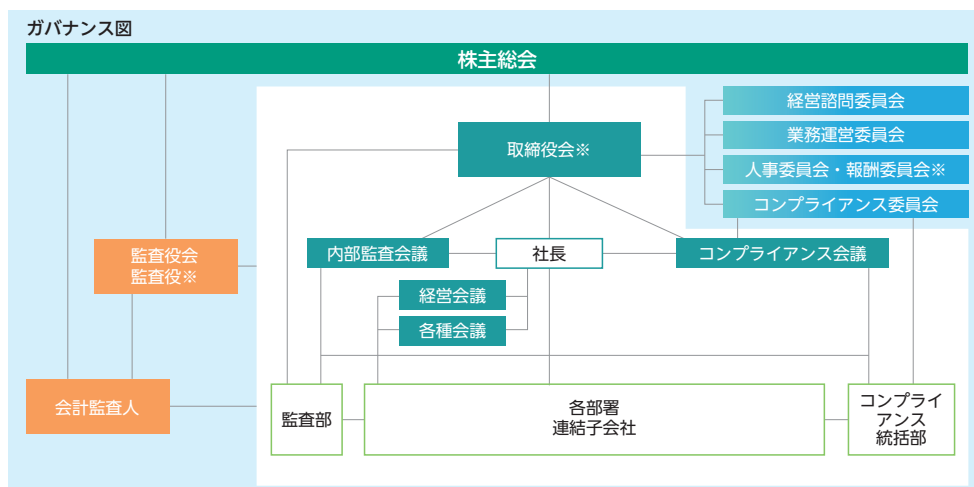 ガバナンス図
株主総会
経営諮問委員会
業務運営委員会
人事委員会・報酬委員会※
コンプライアンス委員会
取締役会※
監査役会
監査役※
内部監査会議
社長
コンプライアンス会議
経営会議
各種会議
会計監査人
監査部
各部署
連結子会社
コンプライ
アンス
統括部